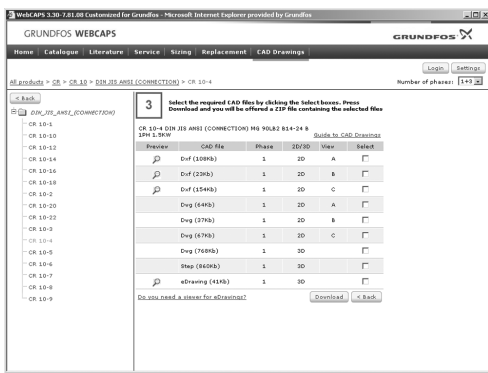 WebCAPS 3.30-7.81.08 Customized for Grundfos - Microsoft Internet Explorer provided by Grundfos
GRUNDFOS WEBCAPS
GRUNDFOS
Home Catalogue Literature Service Sizing Replacement CAD Drawings
Login Settings
All products > CR > CR 10 > DIN JIS ANSI (CONNECTION) > CR 10-4
Number of phases: 1+3
< Back
DIN_JIS_ANSI_(CONNECTION)
CR 10-1
CR 10-10
CR 10-12
CR 10-14
CR 10-16
CR 10-18
CR 10-2
CR 10-20
CR 10-22
CR 10-3
CR 10-4
CR 10-5
CR 10-6
CR 10-7
CR 10-8
CR 10-9
3
Select the required CAD files by clicking the Select boxes. Press
Download and you will be offered a ZIP file containing the selected files
CR 10-4 DIN JIS ANSI (CONNECTION) MG 90LB2 B14-24 B
1PH 1.5KW
Guide to CAD Drawings
Preview CAD file Phase 2D/3D View Select
Dxf (108Kb) 1 2D A
Dxf (23Kb) 1 2D B
Dxf (154Kb) 1 2D C
Dwg (64Kb) 1 2D A
Dwg (37Kb) 1 2D B
Dwg (67Kb) 1 2D C
Dwg (768Kb) 1 3D
Step (860Kb) 1 3D
eDrawing (41Kb) 1 3D
Do you need a viewer for eDrawings?
Download < Back